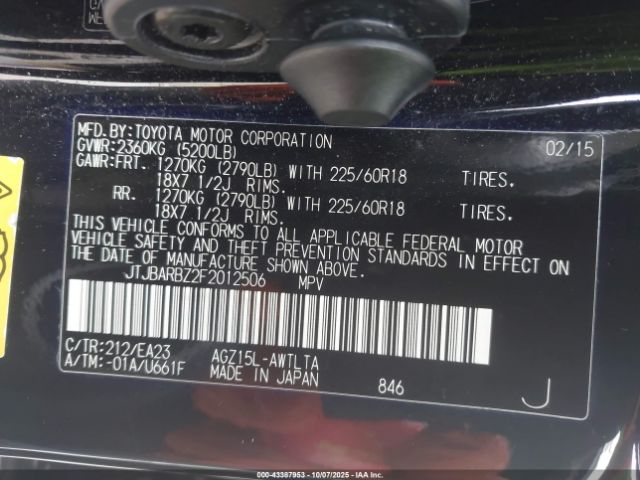 MFD.BY:TOYOTA MOTOR CORPORATION 02/15
GVWR:2360KG (5200LB)
GAWR:FRT. 1270KG (2790LB) WITH 225/60R18 TIRES.
18X7 1/2J RIMS.
RR. 1270KG (2790LB) WITH 225/60R18 TIRES.
18X7 1/2J RIMS.
THIS VEHICLE CONFORMS TO ALL APPLICABLE FEDERAL MOTOR
VEHICLE SAFETY AND THEFT PREVENTION STANDARDS IN EFFECT ON
THE DATE OF MANUFACTURE SHOWN ABOVE.
JTJBARBZ2F2012506 MPV
C/TR:212/EA23 AGZ15L-AWTLTA
A/TM:-01A/U661F MADE IN JAPAN 846 J
000-43387953 - 10/07/2025 - IAA Inc.